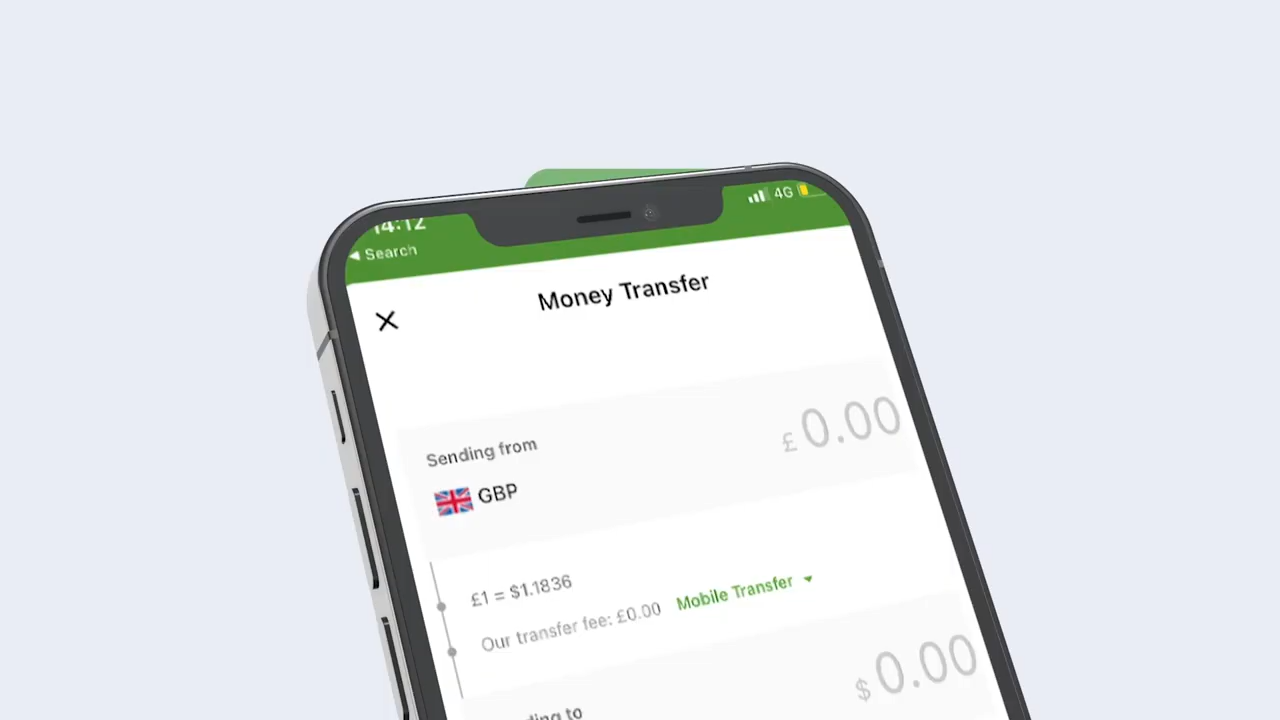 14:12
4G
◀ Search
Money Transfer
Sending from
£ 0.00
GBP
£1 = $1.1836
Our transfer fee: £0.00 Mobile Transfer
$ 0.00
to